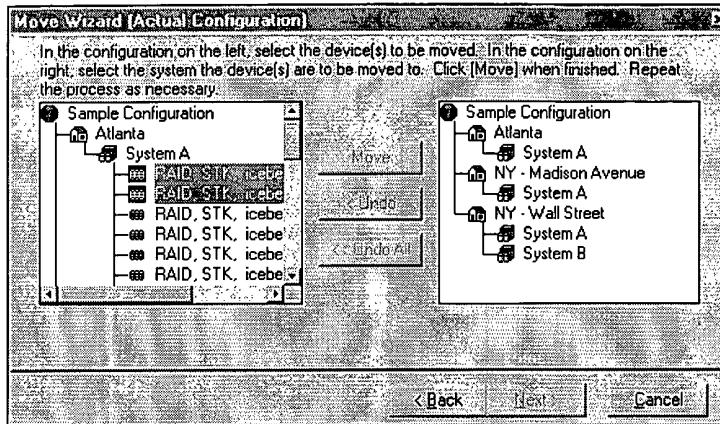 Move Wizard (Actual Configuration)
In the configuration on the left, select the device(s) to be moved. In the configuration on the
right, select the system the device(s) are to be moved to. Click [Move] when finished. Repeat
the process as necessary.
Sample Configuration
Atlanta
System A
RAID, STK, icebe
RAID, STK, icebe
RAID, STK, icebe
RAID, STK, icebe
RAID, STK, icebe
RAID, STK, icebe
Move
< Undo
<< Undo All
Sample Configuration
Atlanta
System A
NY - Madison Avenue
System A
NY - Wall Street
System A
System B
< Back
Next >
Cancel